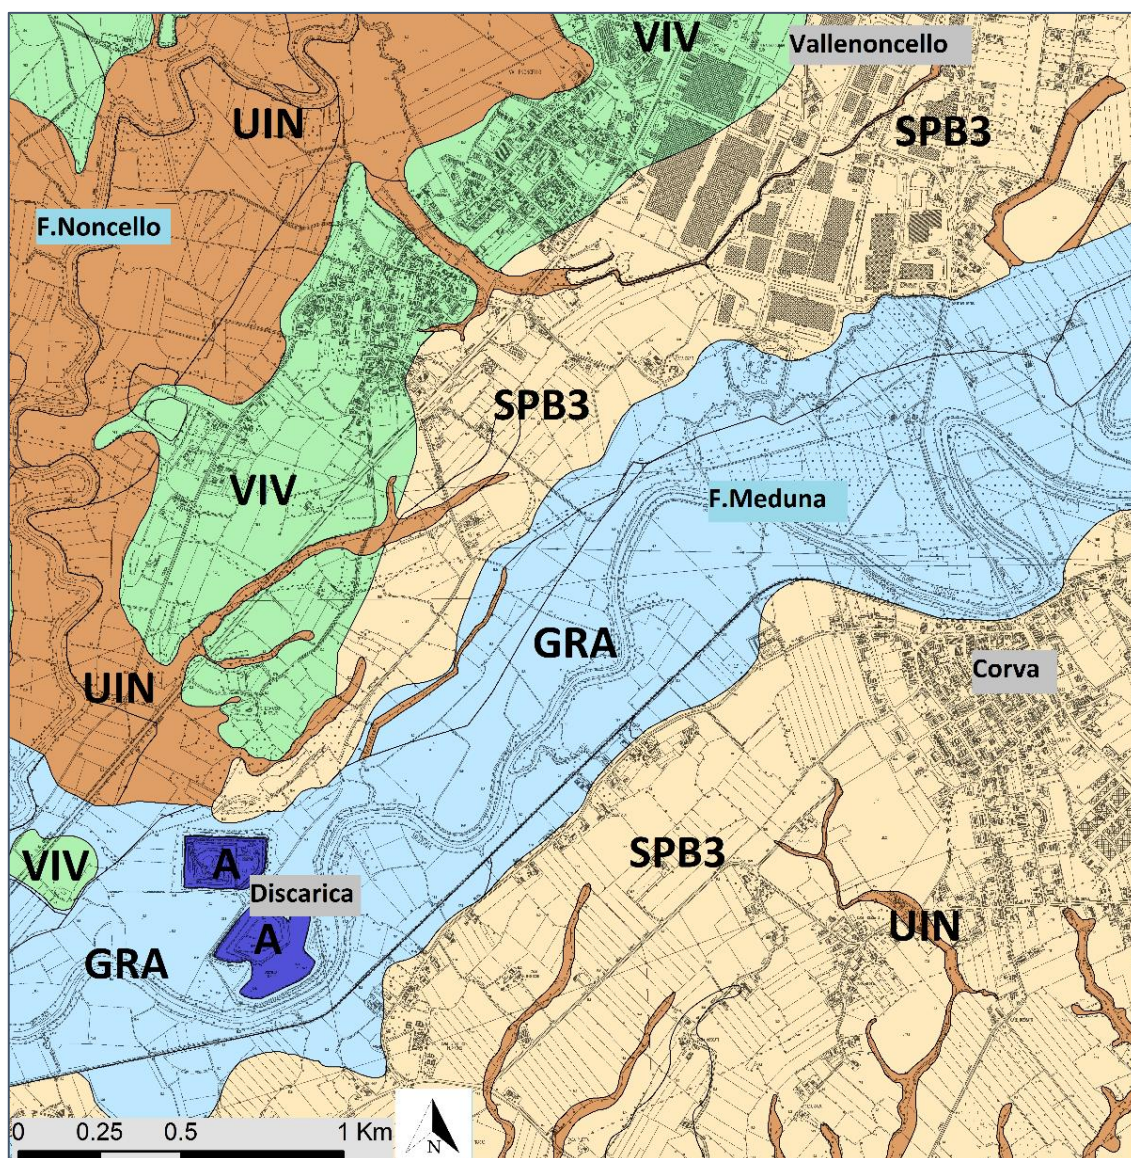 VIV
Vallenoncello
UIN
SPB3
F.Noncello
SPB3
VIV
F.Meduna
GRA
Corva
UIN
SPB3
VIV
A
Discarica
UIN
A
GRA
0 0.25 0.5 1 Km
N